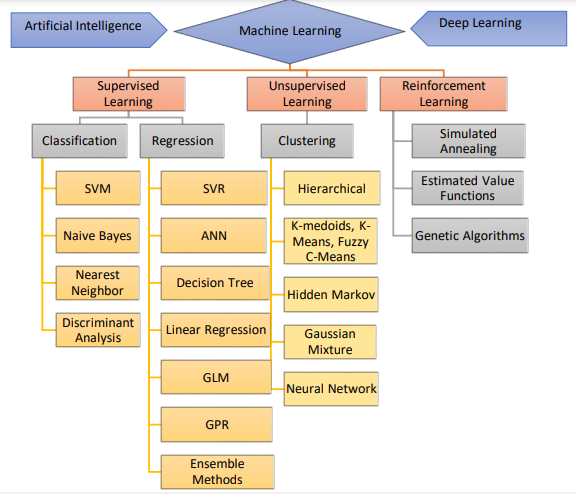 Artificial Intelligence
Machine Learning
Deep Learning
Supervised
Learning
Unsupervised
Learning
Reinforcement
Learning
Classification
Regression
Clustering
Simulated
Annealing
Estimated Value
Functions
Genetic Algorithms
SVM
Naive Bayes
Nearest
Neighbor
Discriminant
Analysis
SVR
ANN
Decision Tree
Linear Regression
GLM
GPR
Ensemble
Methods
Hierarchical
K-medoids, K-
Means, Fuzzy
C-Means
Hidden Markov
Gaussian
Mixture
Neural Network